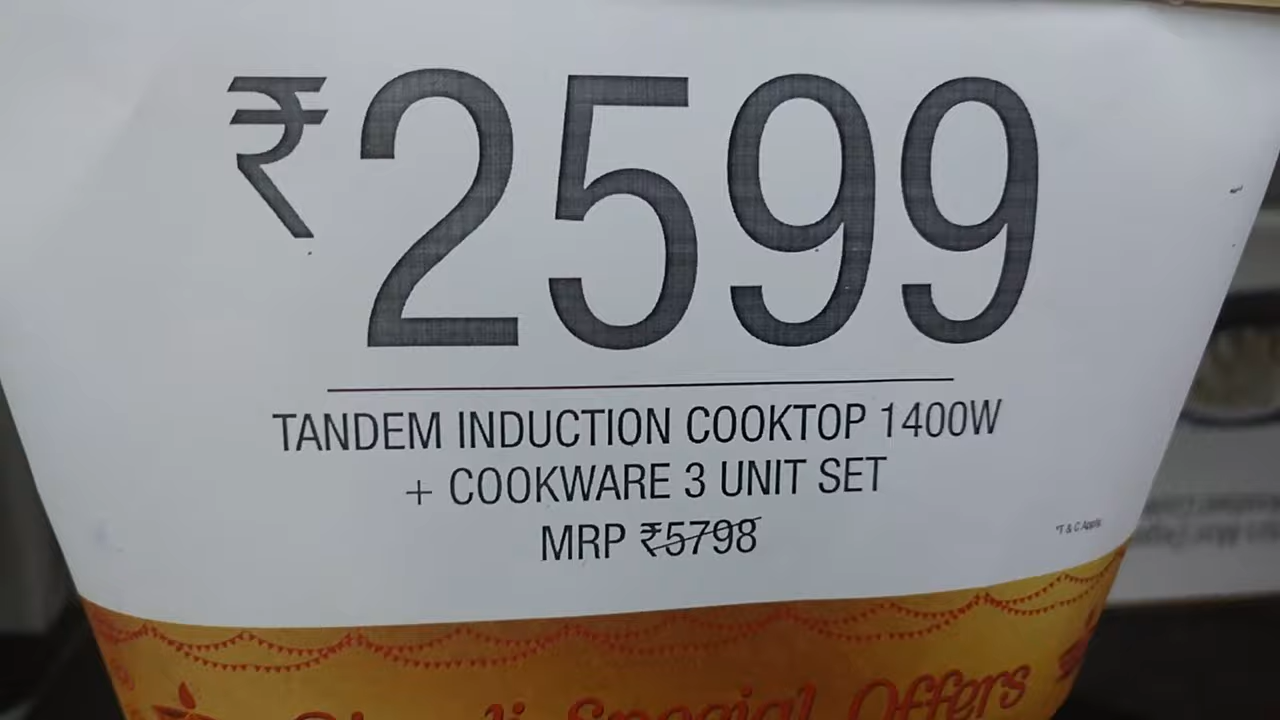 ₹2599
TANDEM INDUCTION COOKTOP 1400W
+ COOKWARE 3 UNIT SET
MRP ₹5798
*T & C Apply
Special Offers